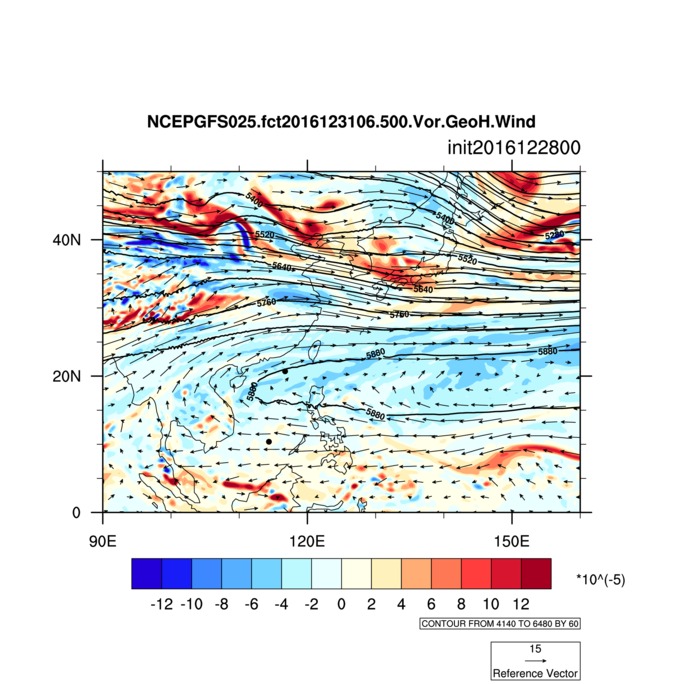 NCEPGFS025.fct2016123106.500.Vor.GeoH.Wind
init2016122800
5400
5400
5280
5520
5520
40N
5640
5640
5760
5760
5880
5880
20N
5880
5880
0
90E 120E 150E
-12 -10 -8 -6 -4 -2 0 2 4 6 8 10 12 *10^(-5)
CONTOUR FROM 4140 TO 6480 BY 60
15
Reference Vector